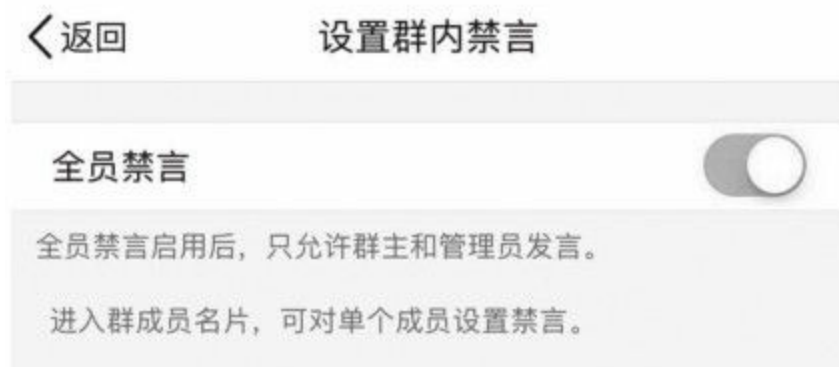 返回 设置群内禁言
全员禁言
全员禁言启用后，只允许群主和管理员发言。
进入群成员名片，可对单个成员设置禁言。